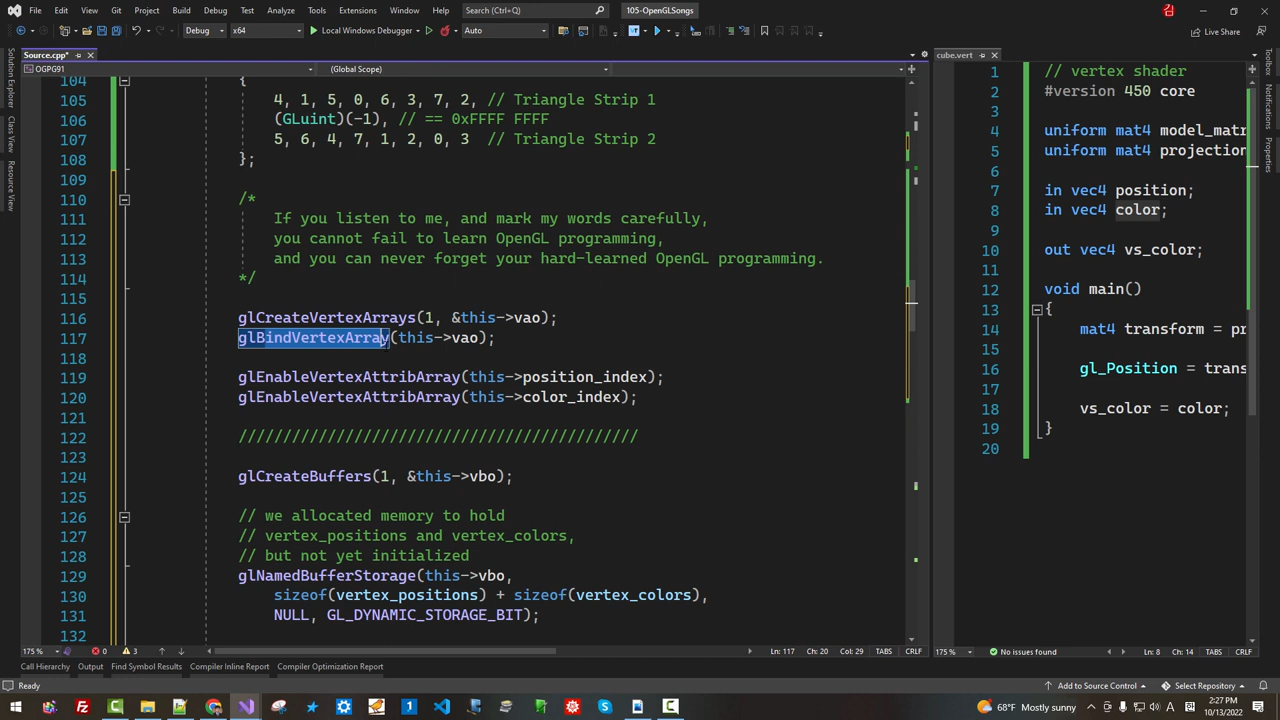 File Edit View Git Project Build Debug Test Analyze Tools Extensions Window Help Search (Ctrl+Q) 105-OpenGLSongs
Debug x64 Local Windows Debugger Auto Live Share
Source.cpp* cube.vert
OGPG91 (Global Scope)
Solution Explorer
Class View
Resource View
Toolbox
Notifications
Properties
104 {
105 4, 1, 5, 0, 6, 3, 7, 2, // Triangle Strip 1
106 (GLuint)(-1), // == 0xFFFF FFFF
107 5, 6, 4, 7, 1, 2, 0, 3 // Triangle Strip 2
108 };
109
110 /*
111 If you listen to me, and mark my words carefully,
112 you cannot fail to learn OpenGL programming,
113 and you can never forget your hard-learned OpenGL programming.
114 */
115
116 glCreateVertexArrays(1, &this->vao);
117 glBindVertexArray(this->vao);
118
119 glEnableVertexAttribArray(this->position_index);
120 glEnableVertexAttribArray(this->color_index);
121
122 /////////////////////////////////////////////
123
124 glCreateBuffers(1, &this->vbo);
125
126 // we allocated memory to hold
127 // vertex_positions and vertex_colors,
128 // but not yet initialized
129 glNamedBufferStorage(this->vbo,
130 sizeof(vertex_positions) + sizeof(vertex_colors),
131 NULL, GL_DYNAMIC_STORAGE_BIT);
132
1 // vertex shader
2 #version 450 core
3
4 uniform mat4 model_matr
5 uniform mat4 projection
6
7 in vec4 position;
8 in vec4 color;
9
10 out vec4 vs_color;
11
12 void main()
13 {
14 mat4 transform = pr
15
16 gl_Position = trans
17
18 vs_color = color;
19 }
20
175 % 0 3 Ln: 117 Ch: 20 Col: 29 TABS CRLF 175 % No issues found Ln: 8 Ch: 14 TABS CRLF
Call Hierarchy Output Find Symbol Results Compiler Inline Report Compiler Optimization Report
Ready Add to Source Control Select Repository
68°F Mostly sunny A 2:27 PM
10/13/2022